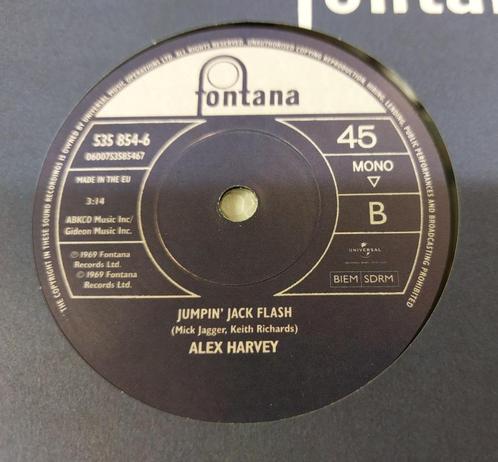 fontana
THE COPYRIGHT IN THESE SOUND RECORDINGS IS OWNED BY UNIVERSAL MUSIC OPERATIONS LTD. ALL RIGHTS RESERVED. UNAUTHORISED COPYING REPRODUCTION, HIRING, LENDING, PUBLIC PERFORMANCES AND BROADCASTING PROHIBITED
fontana
535 854-6
0600753585467
MADE IN THE EU
3:14
ABKCO Music Inc/
Gideon Music Inc.
℗ 1969 Fontana
Records Ltd.
© 1969 Fontana
Records Ltd.
45
MONO
B
UNIVERSAL
BIEM SDRM
JUMPIN' JACK FLASH
(Mick Jagger, Keith Richards)
ALEX HARVEY